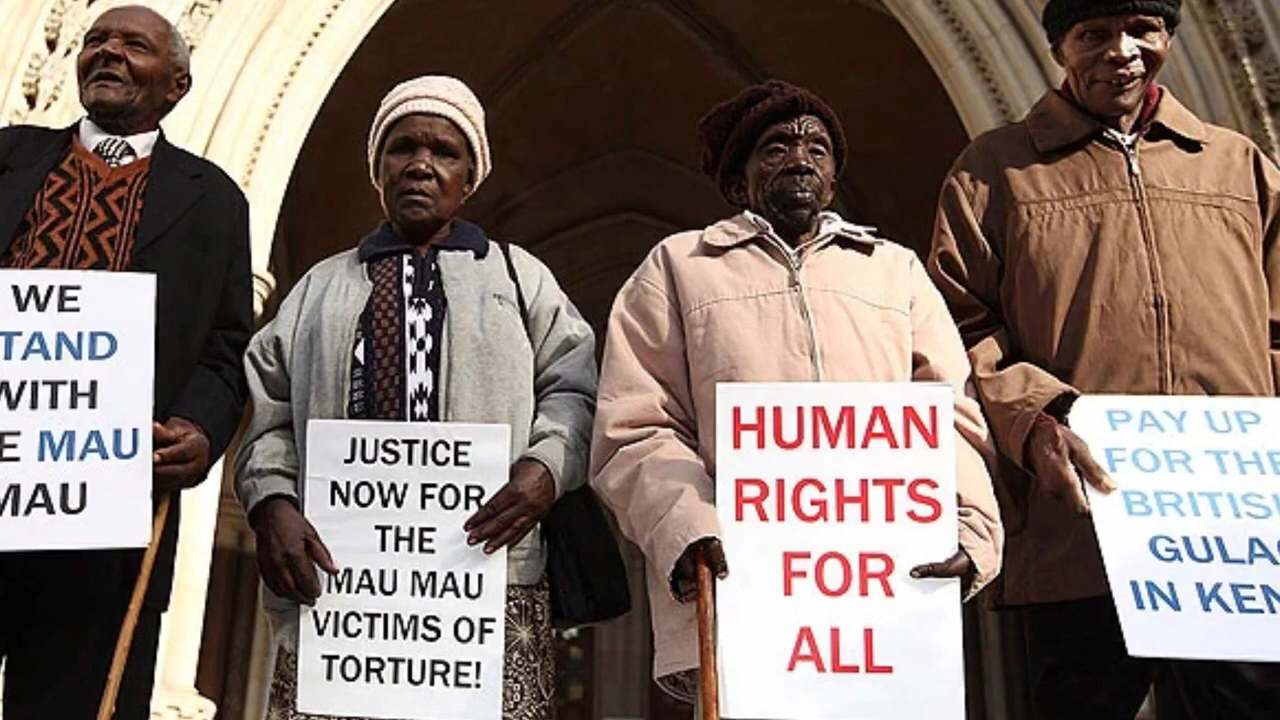 WE
TAND
WITH
E MAU
MAU
JUSTICE
NOW FOR
THE
MAU MAU
VICTIMS OF
TORTURE!
HUMAN
RIGHTS
FOR
ALL
PAY UP
FOR THE
BRITIS
GULA
IN KEN